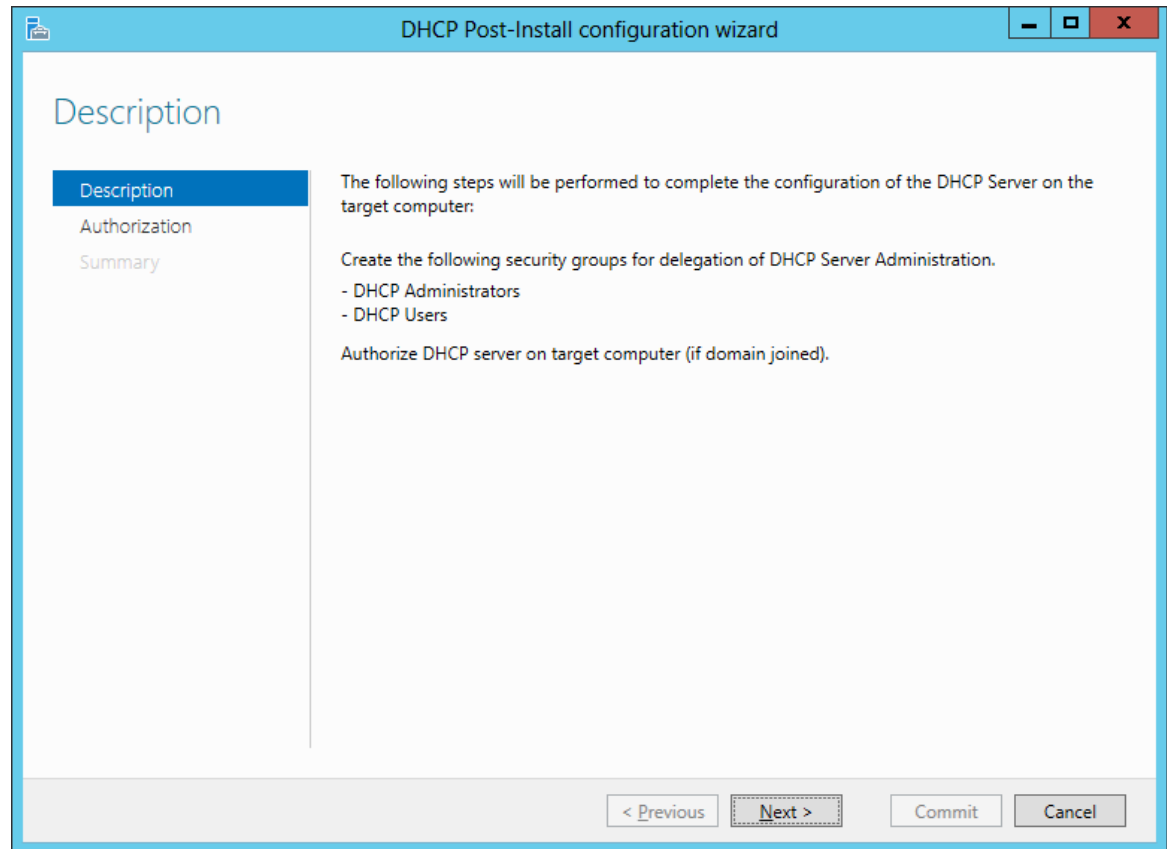 DHCP Post-Install configuration wizard
x
Description
Description
Authorization
Summary
The following steps will be performed to complete the configuration of the DHCP Server on the
target computer:
Create the following security groups for delegation of DHCP Server Administration.
- DHCP Administrators
- DHCP Users
Authorize DHCP server on target computer (if domain joined).
< Previous
Next >
Commit
Cancel